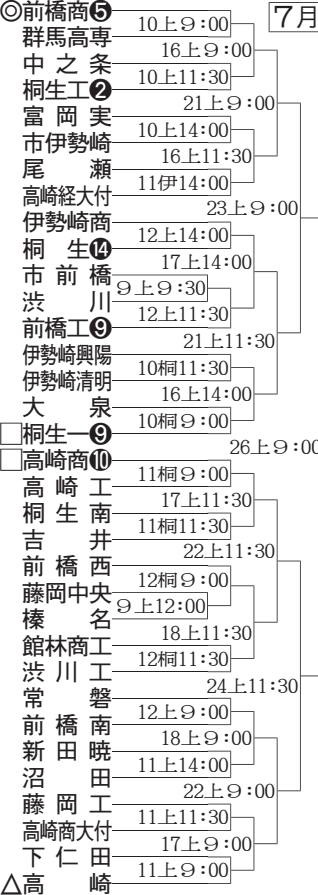 ◎前橋商❺ 7月
10上9:00
群馬高専
16上9:00
中之条
10上11:30
桐生工❷
21上9:00
富岡実
10上14:00
市伊勢崎
16上11:30
尾瀬
11伊14:00
高崎経大付
23上9:00
伊勢崎商
12上14:00
桐生⓮
17上14:00
市前橋
9上9:30
渋川
12上11:30
前橋工❾
21上11:30
伊勢崎興陽
10桐11:30
伊勢崎清明
16上14:00
大泉
10桐9:00
□桐生一❾
26上9:00
□高崎商❿
11桐9:00
高崎工
17上11:30
桐生南
11桐11:30
吉井
22上11:30
前橋西
12桐9:00
藤岡中央
9上12:00
榛名
18上11:30
館林商工
12桐11:30
渋川工
24上11:30
常磐
12上9:00
前橋南
18上9:00
新田暁
11上14:00
沼田
22上9:00
藤岡工
11上11:30
高崎商大付
17上9:00
下仁田
11上9:00
△高崎